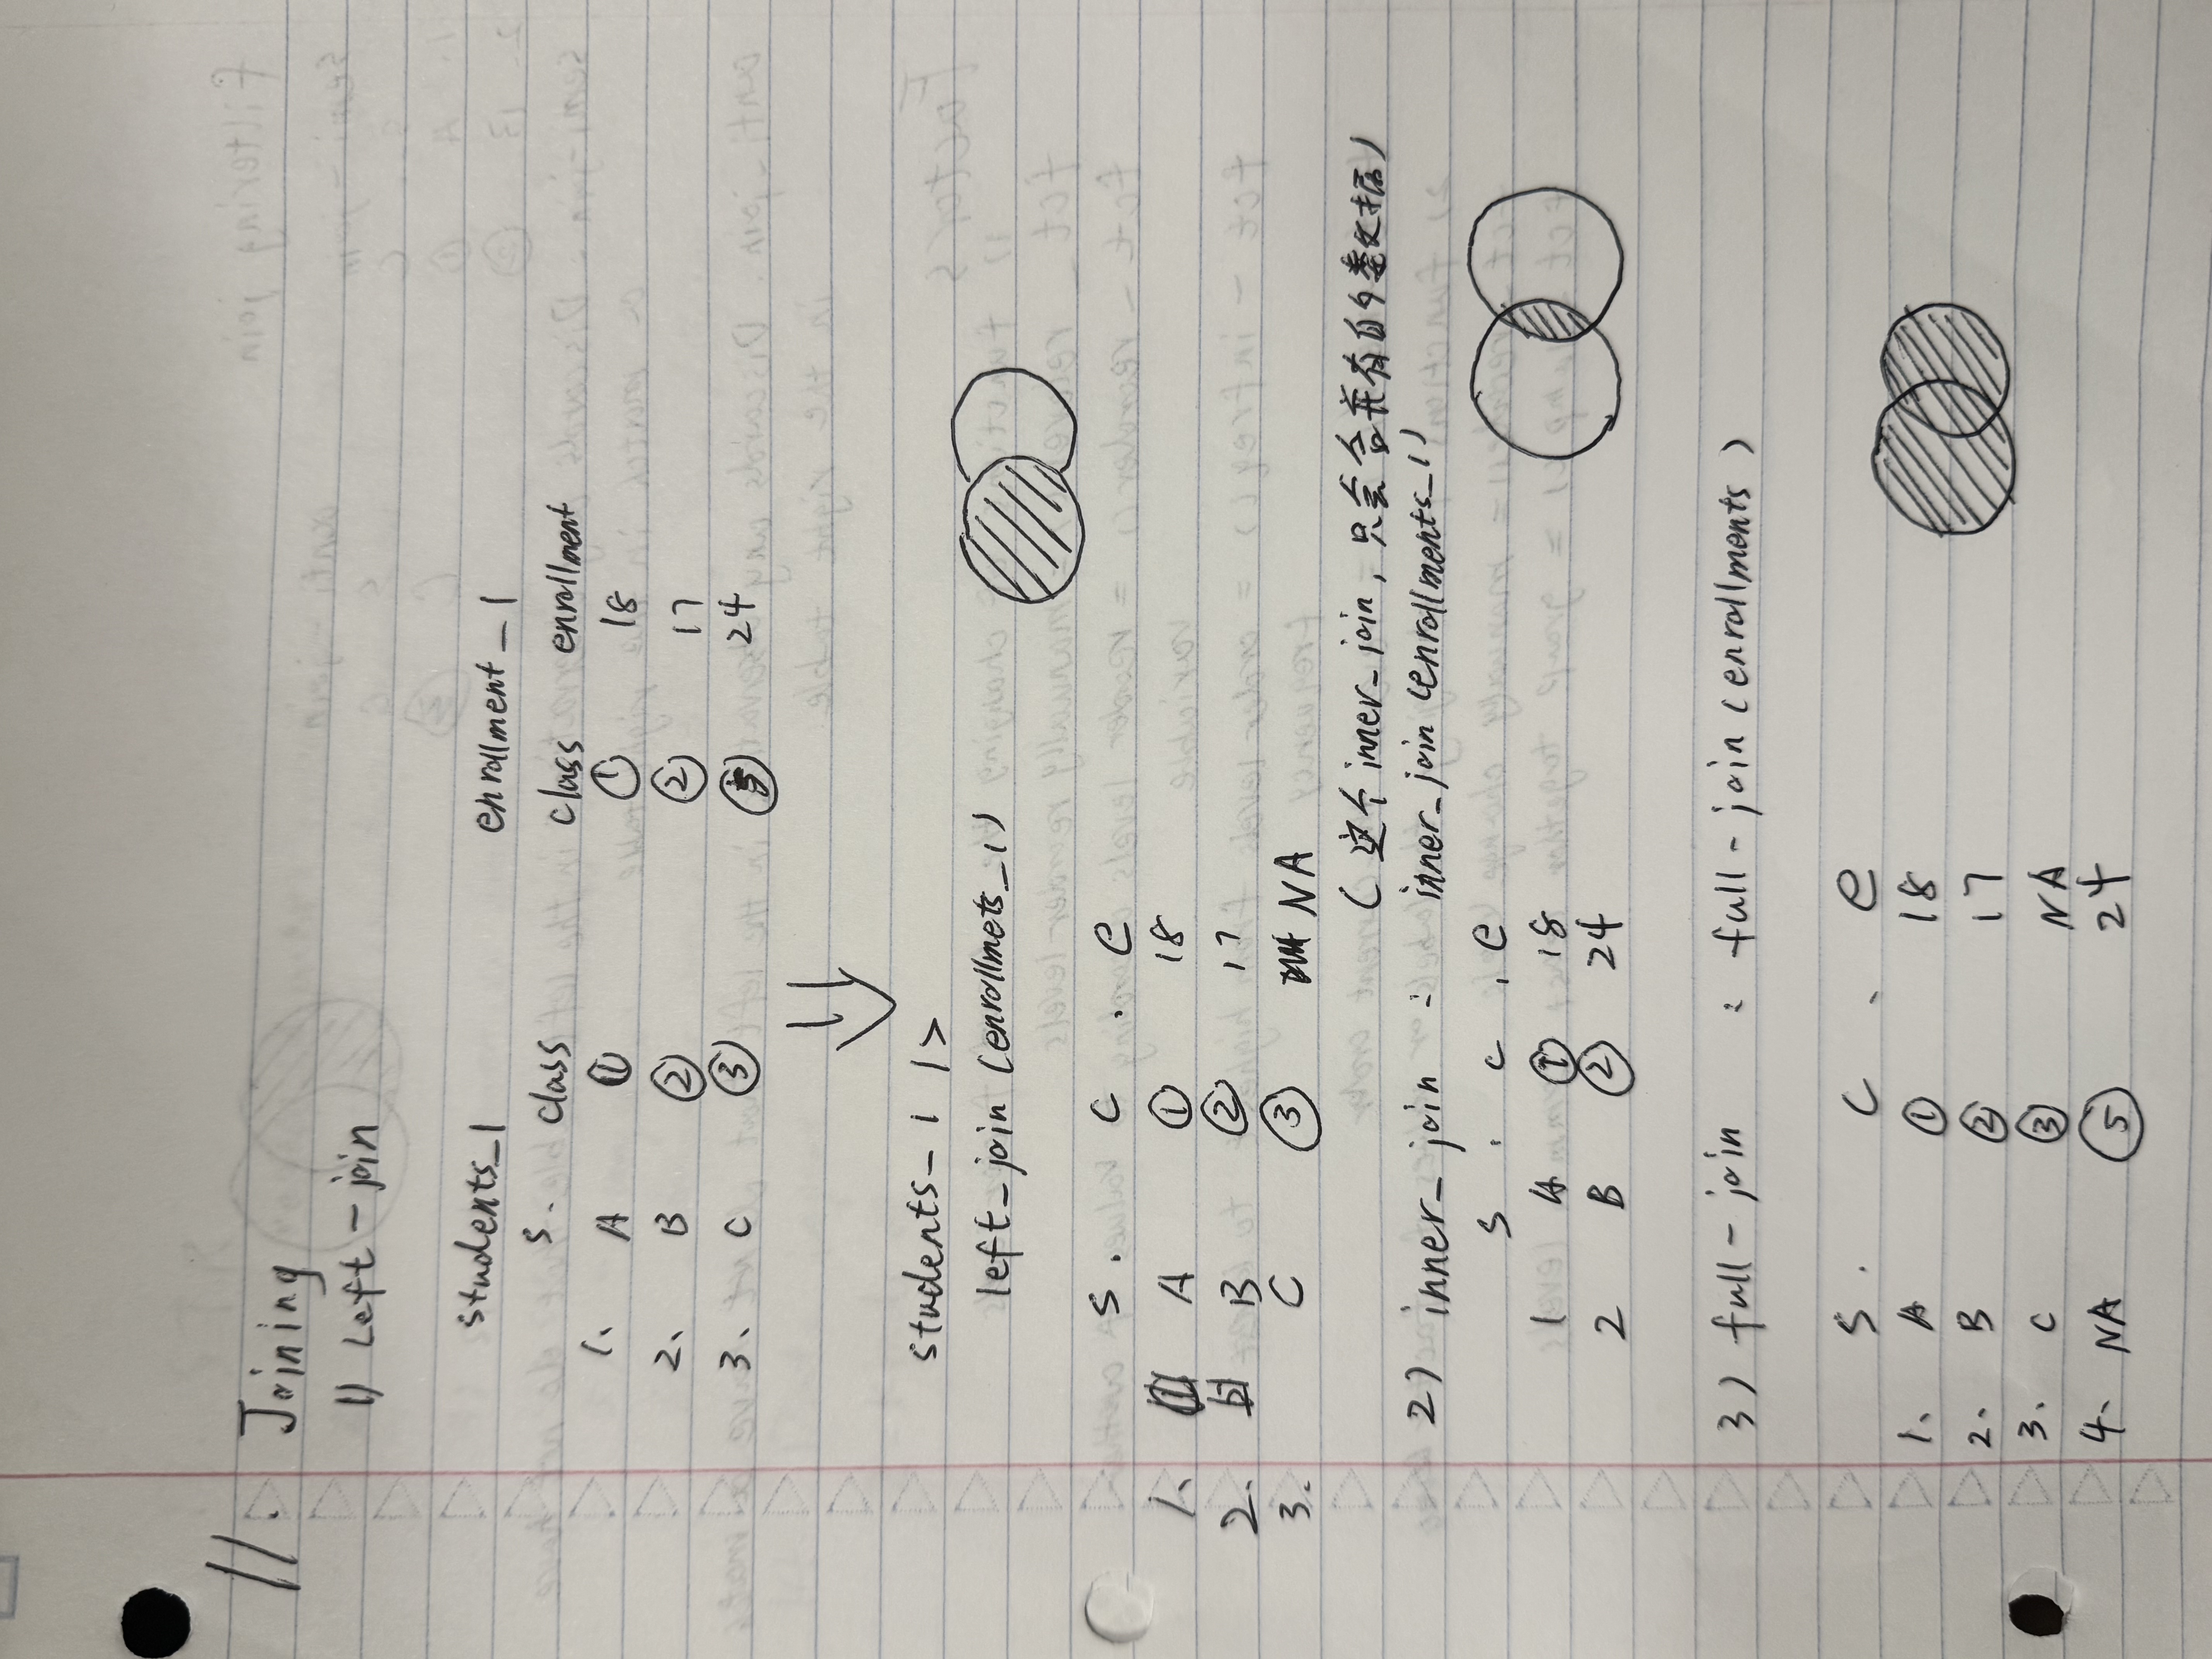 11. Joining
1) Left-join
students_1 enrollment_1
s. class class enrollment
1、 A ① ① 18
2、 B ② ② 17
3、 C ③ ⑤ 24
students_1 |>
left_join (enrollmets_1)
s. c . e
1、 A ① 18
2. B ② 17
3. C ③ NA
(这个 inner_join, 只会合并有的数据)
2) inner_join : inner_join (enrollments_1)
s . c . e
1 A ① 18
2 B ② 24
3) full-join : full-join (enrollments)
s . c . e
1、 A ① 18
2. B ② 17
3. C ③ NA
4. NA ⑤ 24